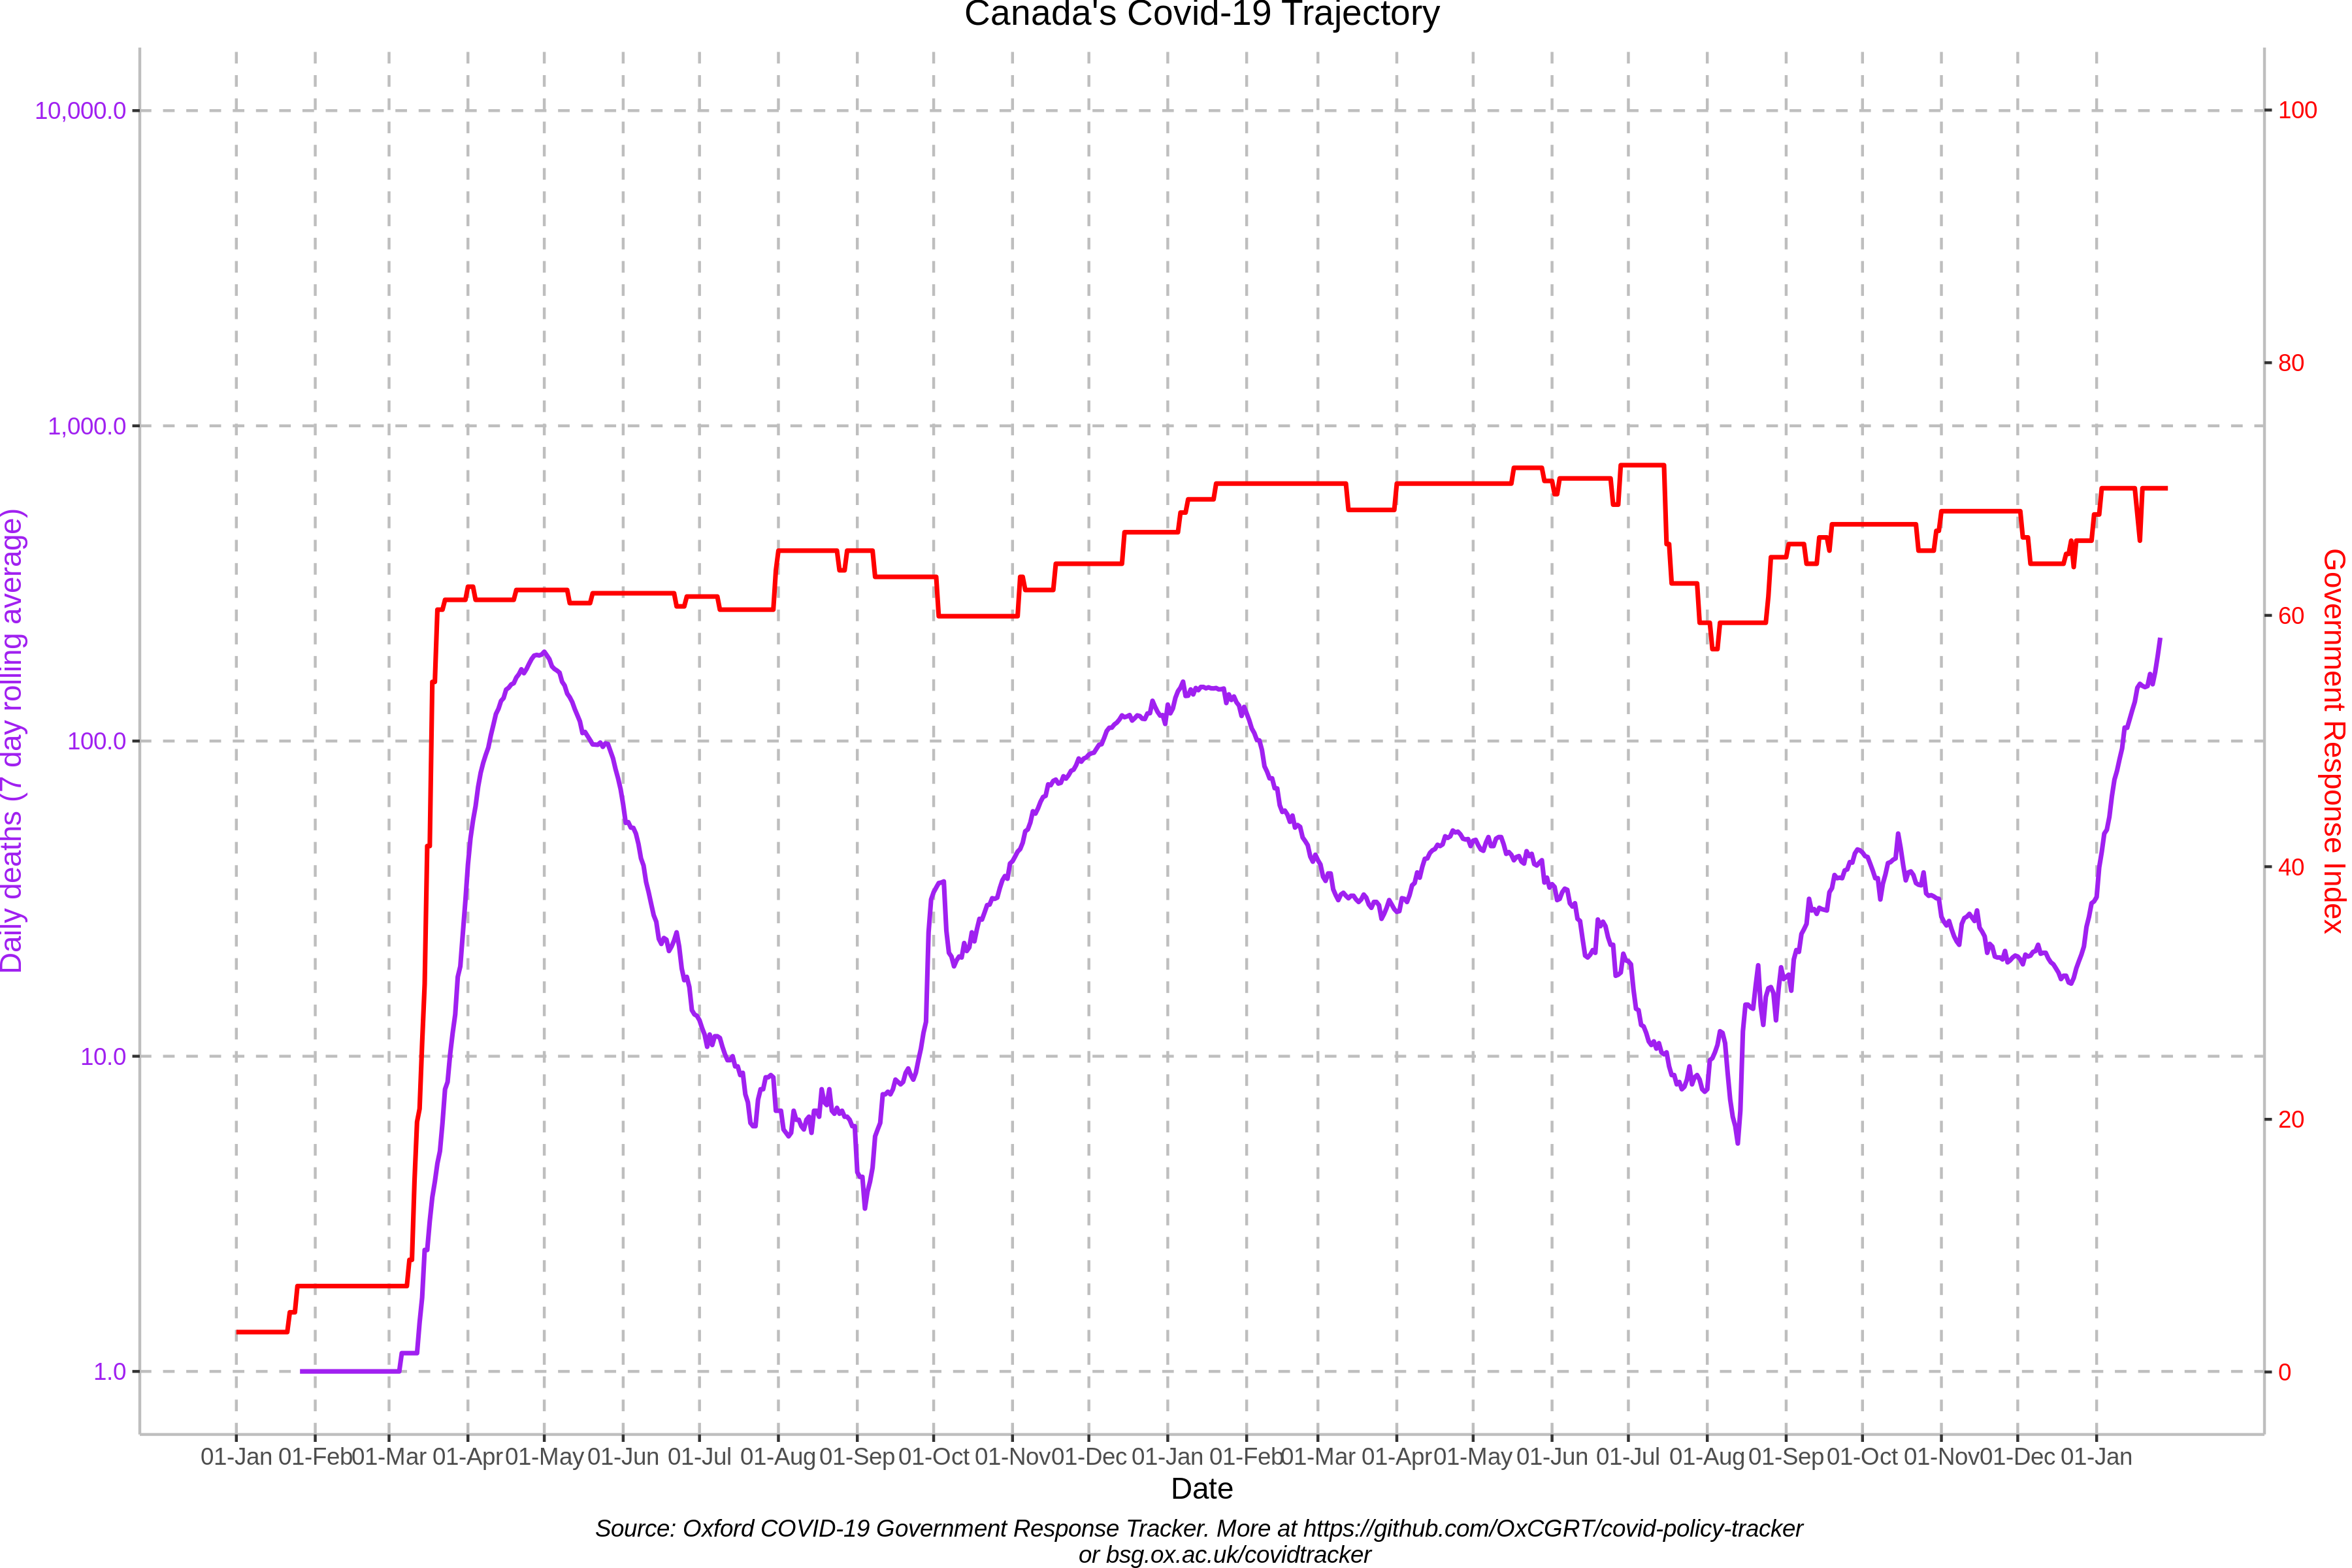 Canada's Covid-19 Trajectory
10,000.0
1,000.0
100.0
10.0
1.0
Daily deaths (7 day rolling average)
100
80
60
40
20
0
Government Response Index
01-Jan 01-Feb 01-Mar 01-Apr 01-May 01-Jun 01-Jul 01-Aug 01-Sep 01-Oct 01-Nov 01-Dec 01-Jan 01-Feb 01-Mar 01-Apr 01-May 01-Jun 01-Jul 01-Aug 01-Sep 01-Oct 01-Nov 01-Dec 01-Jan
Date
Source: Oxford COVID-19 Government Response Tracker. More at https://github.com/OxCGRT/covid-policy-tracker
or bsg.ox.ac.uk/covidtracker